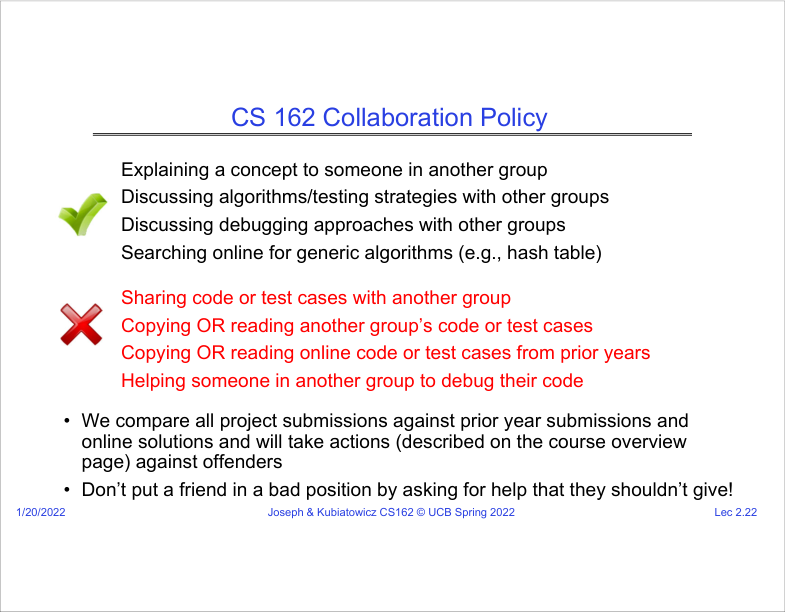 CS 162 Collaboration Policy
Explaining a concept to someone in another group
Discussing algorithms/testing strategies with other groups
Discussing debugging approaches with other groups
Searching online for generic algorithms (e.g., hash table)
Sharing code or test cases with another group
Copying OR reading another group’s code or test cases
Copying OR reading online code or test cases from prior years
Helping someone in another group to debug their code
• We compare all project submissions against prior year submissions and
online solutions and will take actions (described on the course overview
page) against offenders
• Don’t put a friend in a bad position by asking for help that they shouldn’t give!
1/20/2022
Joseph & Kubiatowicz CS162 © UCB Spring 2022
Lec 2.22